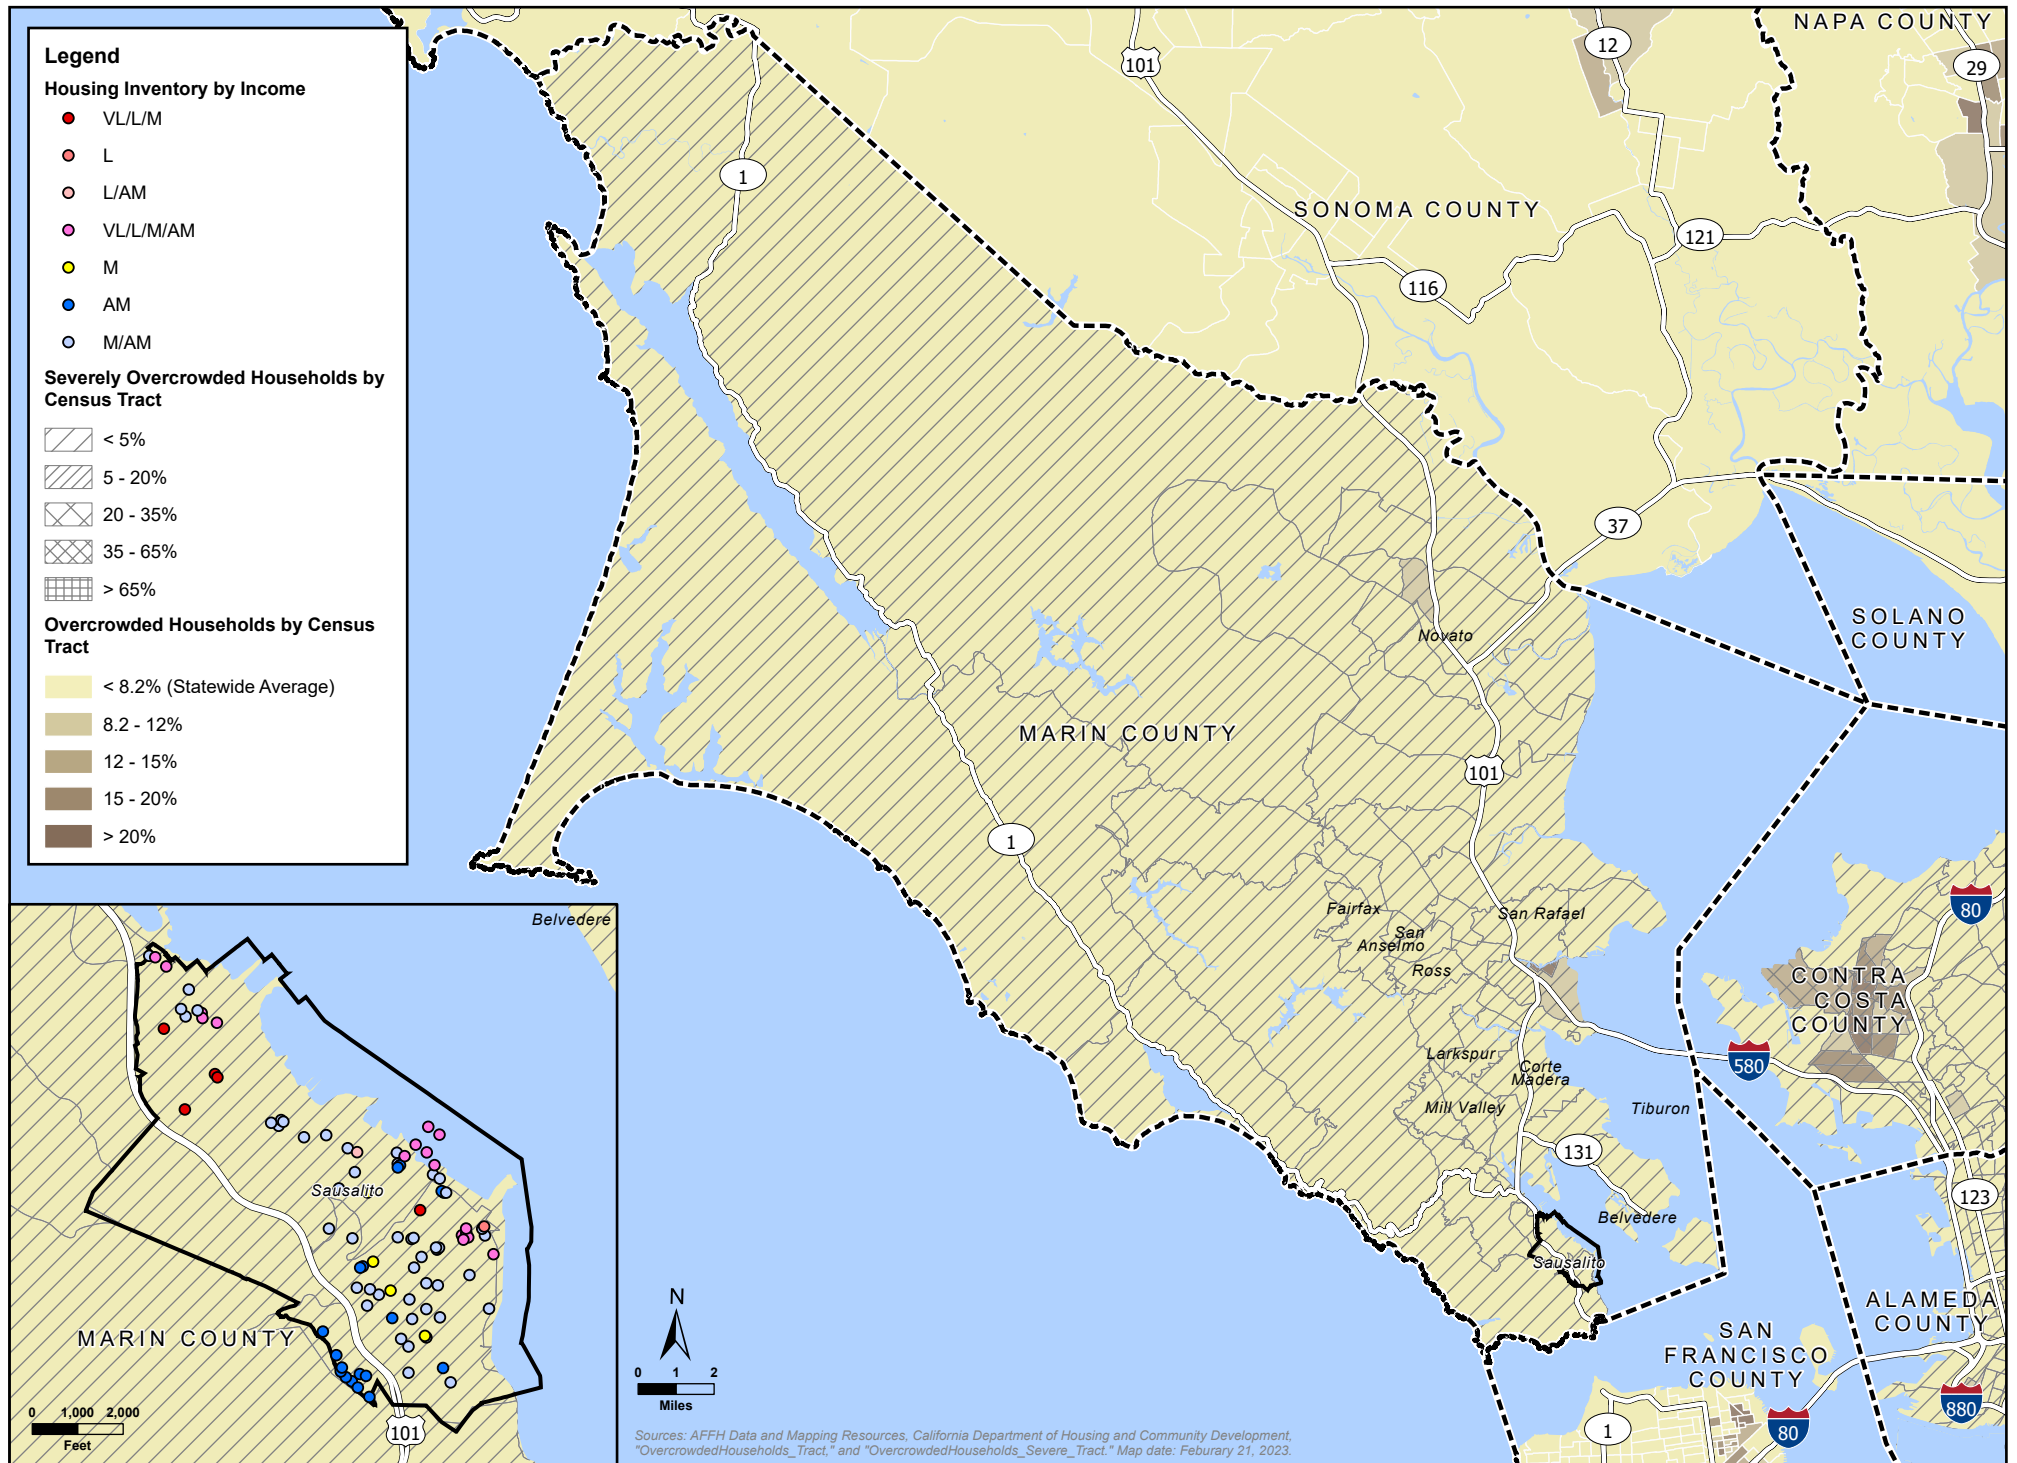 Legend
Housing Inventory by Income
VL/L/M
L
L/AM
VL/L/M/AM
M
AM
M/AM
Severely Overcrowded Households by
Census Tract
< 5%
5 - 20%
20 - 35%
35 - 65%
> 65%
Overcrowded Households by Census
Tract
< 8.2% (Statewide Average)
8.2 - 12%
12 - 15%
15 - 20%
> 20%
NAPA COUNTY
12
29
101
1
SONOMA COUNTY
121
116
37
SOLANO
COUNTY
Novato
MARIN COUNTY
101
1
80
Fairfax
San Rafael
San
Anselmo
Ross
CONTRA
COSTA
COUNTY
Larkspur
Corte
Madera
580
Mill Valley
Tiburon
131
123
Belvedere
Sausalito
ALAMEDA
COUNTY
SAN
FRANCISCO
COUNTY
880
1
80
Belvedere
Sausalito
MARIN COUNTY
101
0 1,000 2,000
Feet
N
0 1 2
Miles
Sources: AFFH Data and Mapping Resources, California Department of Housing and Community Development,
"OvercrowdedHouseholds_Tract," and "OvercrowdedHouseholds_Severe_Tract." Map date: Feburary 21, 2023.